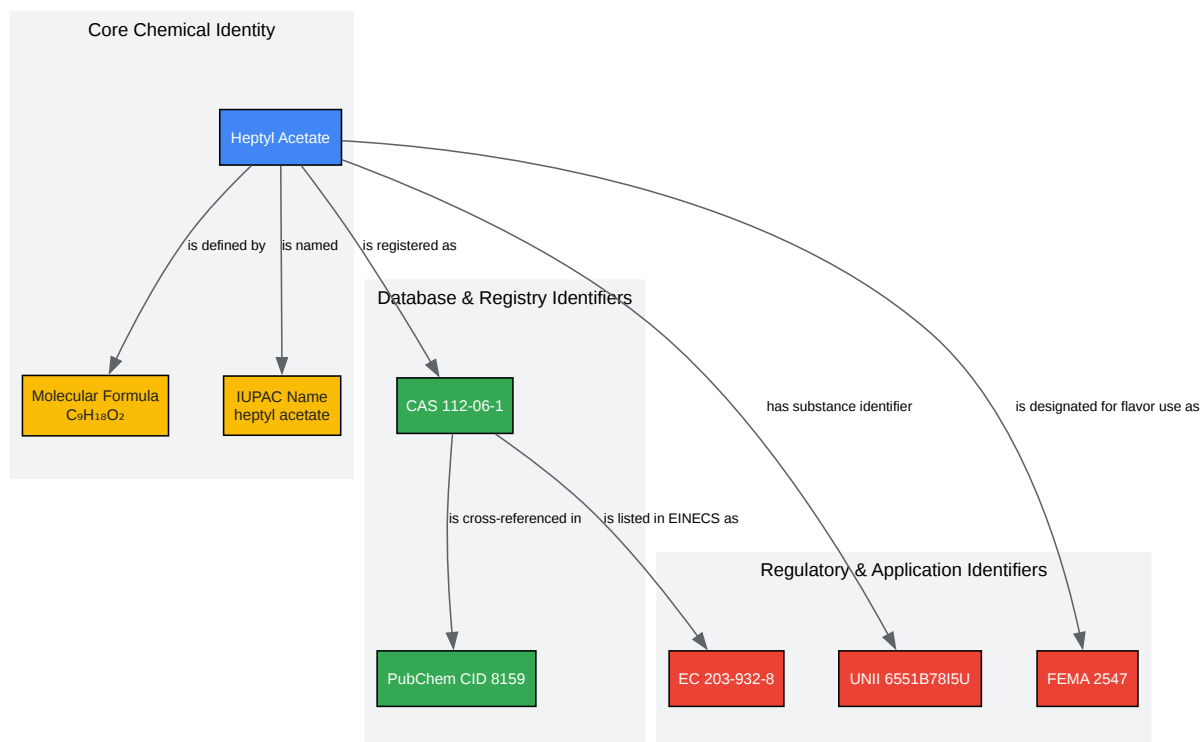 Core Chemical Identity
Heptyl Acetate
is defined by
is named
is registered as
Database & Registry Identifiers
Molecular Formula
C₉H₁₈O₂
IUPAC Name
heptyl acetate
CAS 112-06-1
has substance identifier
is designated for flavor use as
is cross-referenced in
is listed in EINECS as
Regulatory & Application Identifiers
PubChem CID 8159
EC 203-932-8
UNII 6551B78I5U
FEMA 2547